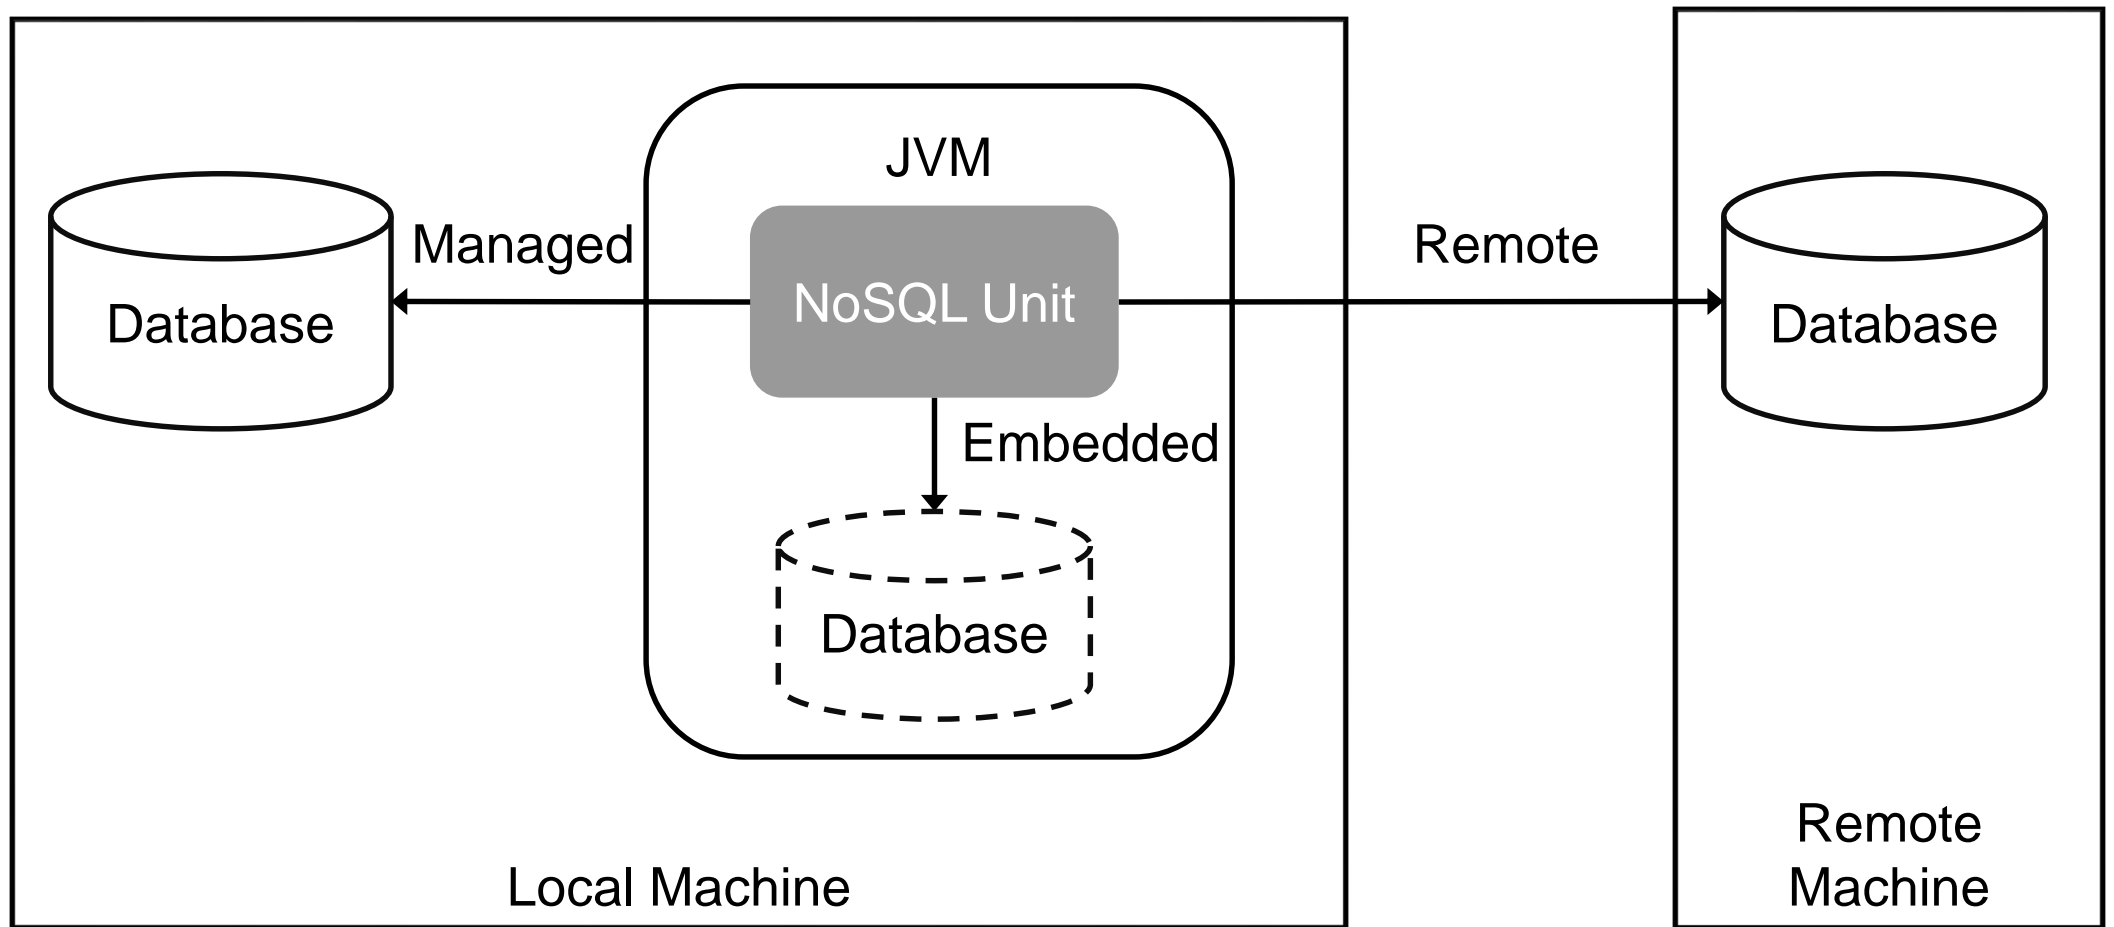 JVM
Managed
NoSQL Unit
Remote
Database
Database
Embedded
Database
Local Machine
Remote
Machine